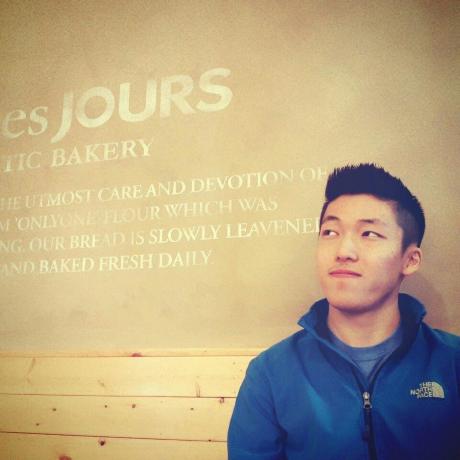 es JOURS
TIC BAKERY
HE UTMOST CARE AND DEVOTION OF
M 'ONLYONE' FLOUR WHICH WAS
NG. OUR BREAD IS SLOWLY LEAVENE
AND BAKED FRESH DAILY.
THE
NORTH
FACE